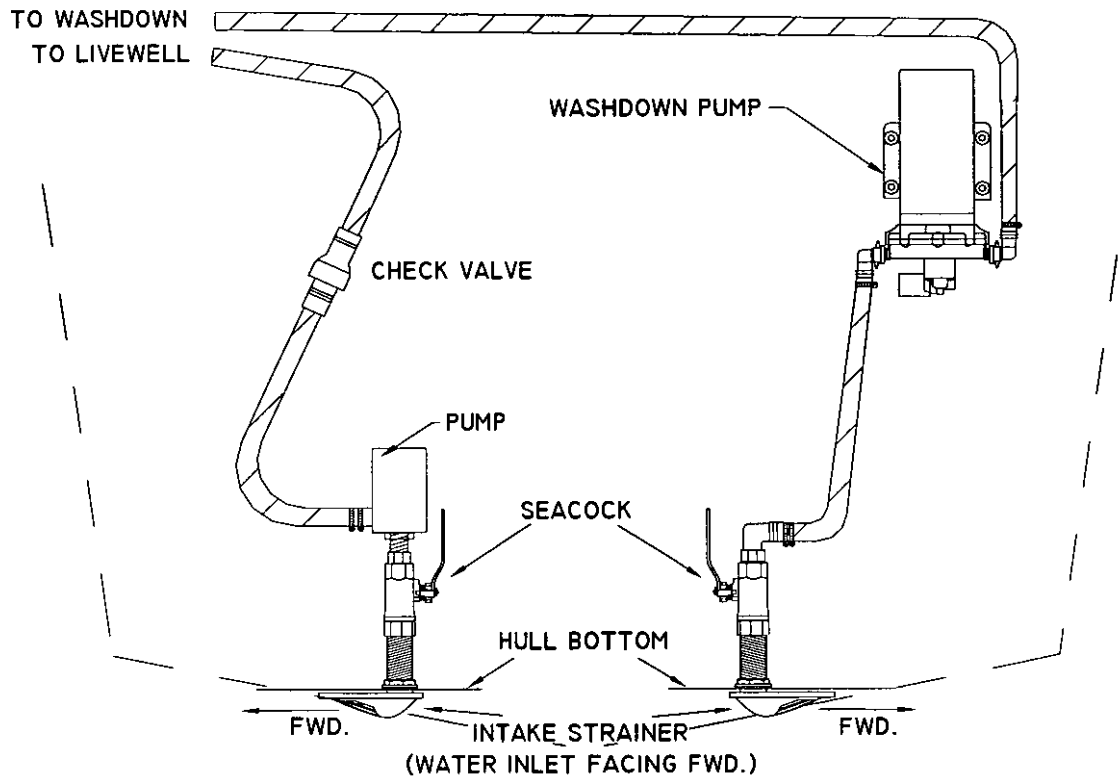 TO WASHDOWN
TO LIVEWELL
WASHDOWN PUMP
CHECK VALVE
PUMP
SEACOCK
HULL BOTTOM
FWD.
INTAKE STRAINER
(WATER INLET FACING FWD.)
FWD.